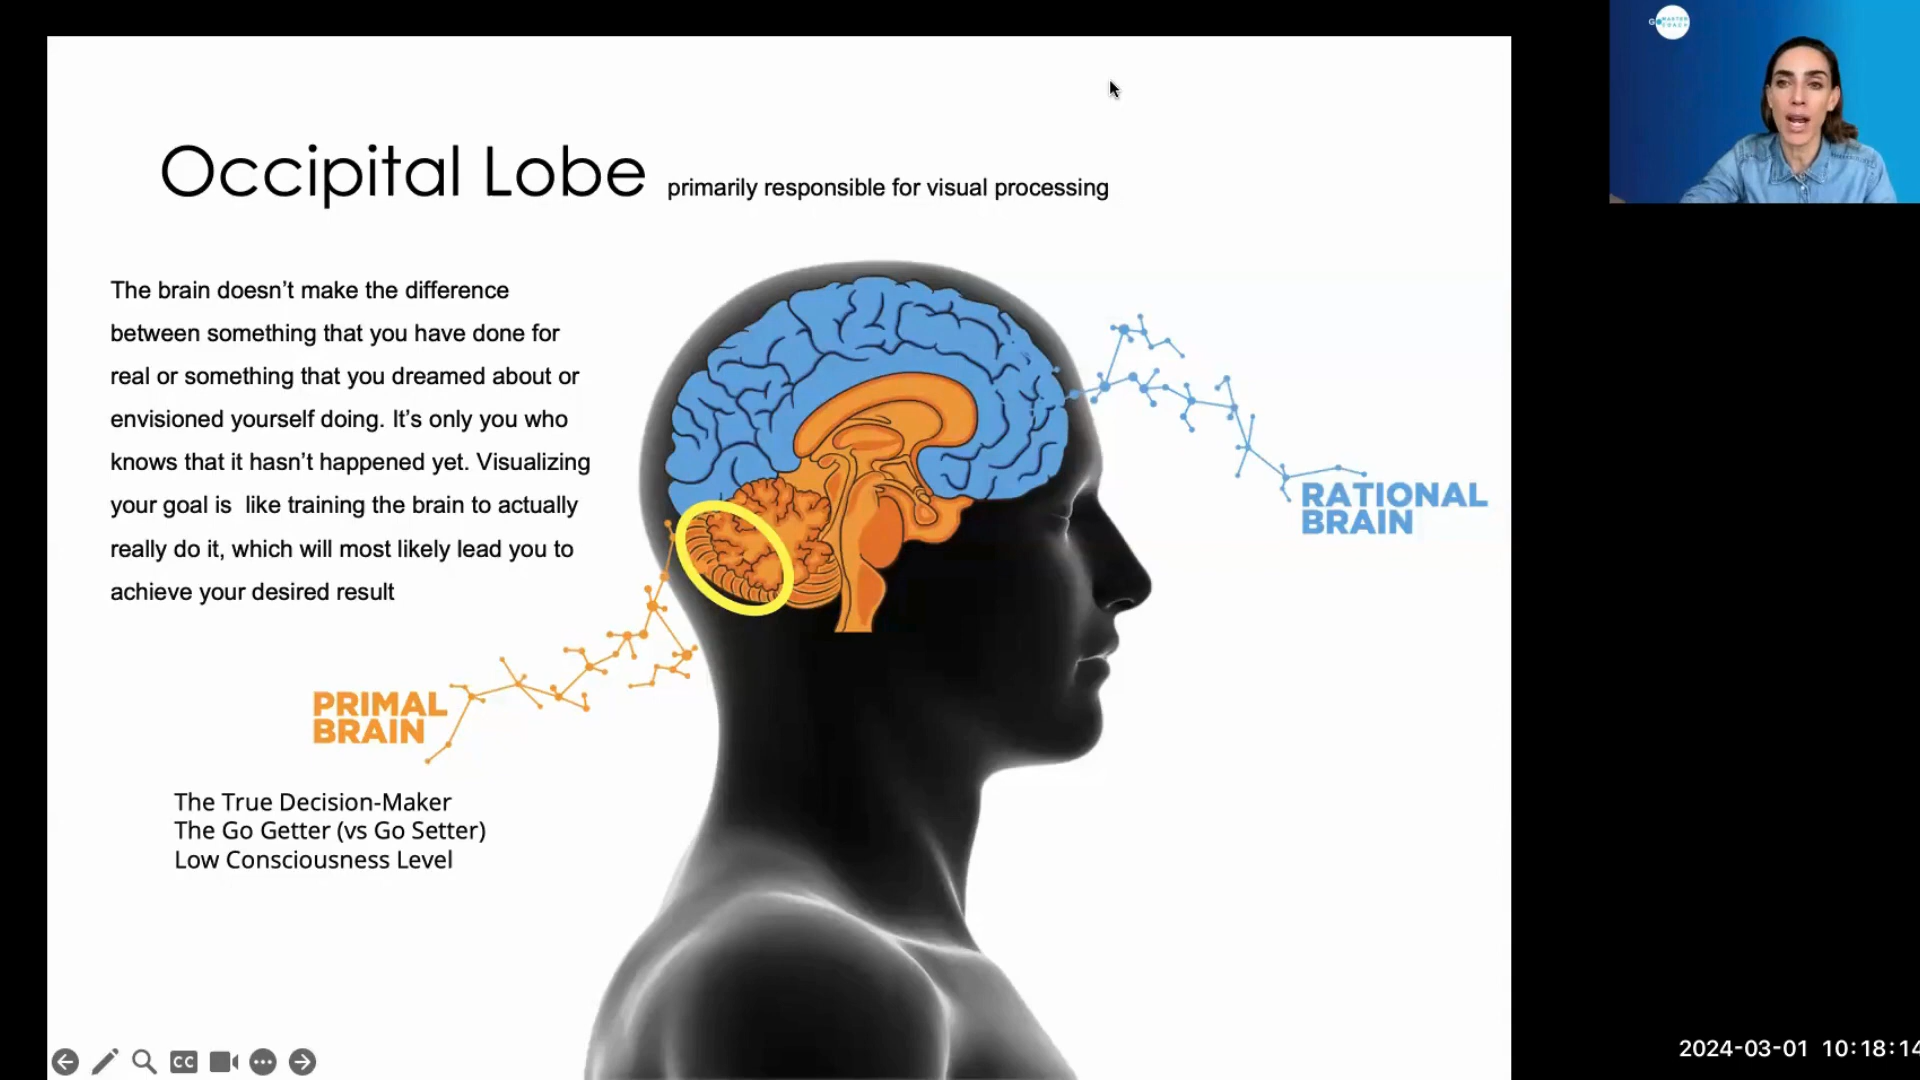 Occipital Lobe primarily responsible for visual processing
The brain doesn’t make the difference
between something that you have done for
real or something that you dreamed about or
envisioned yourself doing. It’s only you who
knows that it hasn’t happened yet. Visualizing
your goal is  like training the brain to actually
really do it, which will most likely lead you to
achieve your desired result
RATIONAL
BRAIN
PRIMAL
BRAIN
The True Decision-Maker
The Go Getter (vs Go Setter)
Low Consciousness Level
CC
MASTER
COACH
2024-03-01 10:18:14